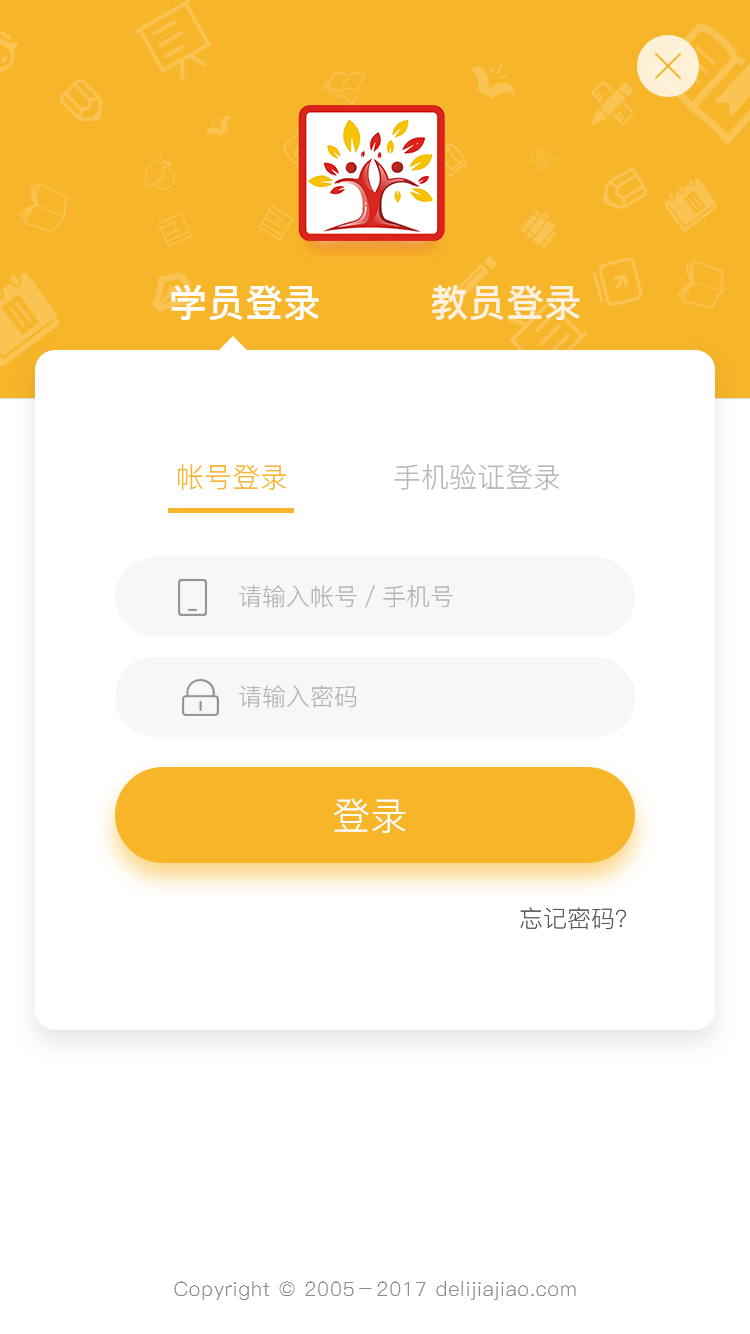 学员登录 教员登录
帐号登录 手机验证登录
请输入帐号 / 手机号
请输入密码
登录
忘记密码?
Copyright © 2005-2017 delijiajiao.com